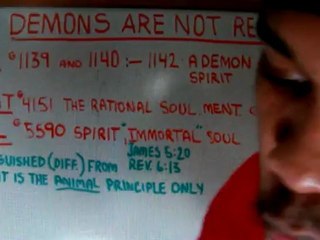 DEMONS ARE NOT RE
#1139 AND 1140:- 1142 A DEMON
SPIRIT
#4151 THE RATIONAL SOUL MENT
#5590 SPIRIT, "IMMORTAL" SOUL
JAMES 5:20
GUISHED (DIFF.) FROM REV. 6:13
IT IS THE ANIMAL PRINCIPLE ONLY